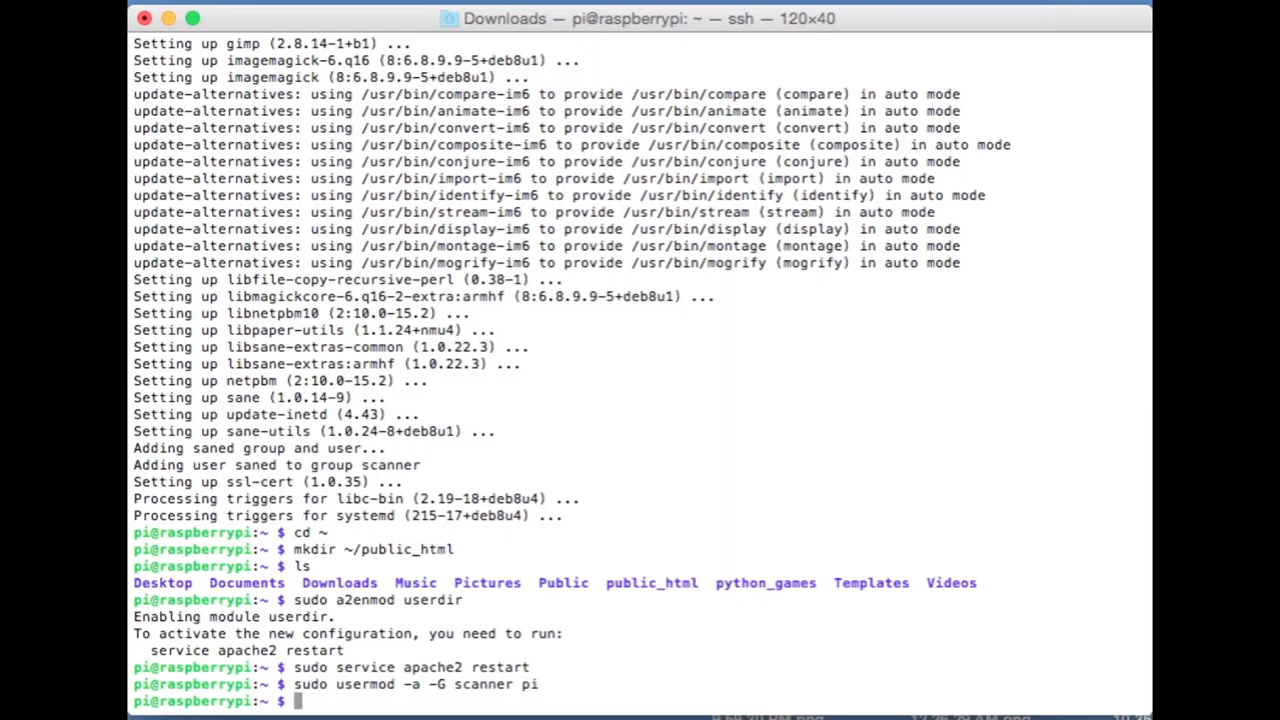 Downloads — pi@raspberrypi: ~ — ssh — 120×40
Setting up gimp (2.8.14-1+b1) ...
Setting up imagemagick-6.q16 (8:6.8.9.9-5+deb8u1) ...
Setting up imagemagick (8:6.8.9.9-5+deb8u1) ...
update-alternatives: using /usr/bin/compare-im6 to provide /usr/bin/compare (compare) in auto mode
update-alternatives: using /usr/bin/animate-im6 to provide /usr/bin/animate (animate) in auto mode
update-alternatives: using /usr/bin/convert-im6 to provide /usr/bin/convert (convert) in auto mode
update-alternatives: using /usr/bin/composite-im6 to provide /usr/bin/composite (composite) in auto mode
update-alternatives: using /usr/bin/conjure-im6 to provide /usr/bin/conjure (conjure) in auto mode
update-alternatives: using /usr/bin/import-im6 to provide /usr/bin/import (import) in auto mode
update-alternatives: using /usr/bin/identify-im6 to provide /usr/bin/identify (identify) in auto mode
update-alternatives: using /usr/bin/stream-im6 to provide /usr/bin/stream (stream) in auto mode
update-alternatives: using /usr/bin/display-im6 to provide /usr/bin/display (display) in auto mode
update-alternatives: using /usr/bin/montage-im6 to provide /usr/bin/montage (montage) in auto mode
update-alternatives: using /usr/bin/mogrify-im6 to provide /usr/bin/mogrify (mogrify) in auto mode
Setting up libfile-copy-recursive-perl (0.38-1) ...
Setting up libmagickcore-6.q16-2-extra:armhf (8:6.8.9.9-5+deb8u1) ...
Setting up libnetpbm10 (2:10.0-15.2) ...
Setting up libpaper-utils (1.1.24+nmu4) ...
Setting up libsane-extras-common (1.0.22.3) ...
Setting up libsane-extras:armhf (1.0.22.3) ...
Setting up netpbm (2:10.0-15.2) ...
Setting up sane (1.0.14-9) ...
Setting up update-inetd (4.43) ...
Setting up sane-utils (1.0.24-8+deb8u1) ...
Adding saned group and user...
Adding user saned to group scanner
Setting up ssl-cert (1.0.35) ...
Processing triggers for libc-bin (2.19-18+deb8u4) ...
Processing triggers for systemd (215-17+deb8u4) ...
pi@raspberrypi:~ $ cd ~
pi@raspberrypi:~ $ mkdir ~/public_html
pi@raspberrypi:~ $ ls
Desktop  Documents  Downloads  Music  Pictures  Public  public_html  python_games  Templates  Videos
pi@raspberrypi:~ $ sudo a2enmod userdir
Enabling module userdir.
To activate the new configuration, you need to run:
  service apache2 restart
pi@raspberrypi:~ $ sudo service apache2 restart
pi@raspberrypi:~ $ sudo usermod -a -G scanner pi
pi@raspberrypi:~ $